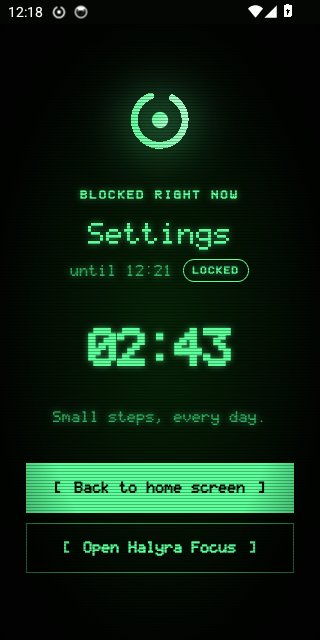 12:18
BLOCKED RIGHT NOW
Settings
until 12:21 LOCKED
02:43
Small steps, every day.
[ Back to home screen ]
[ Open Halyra Focus ]